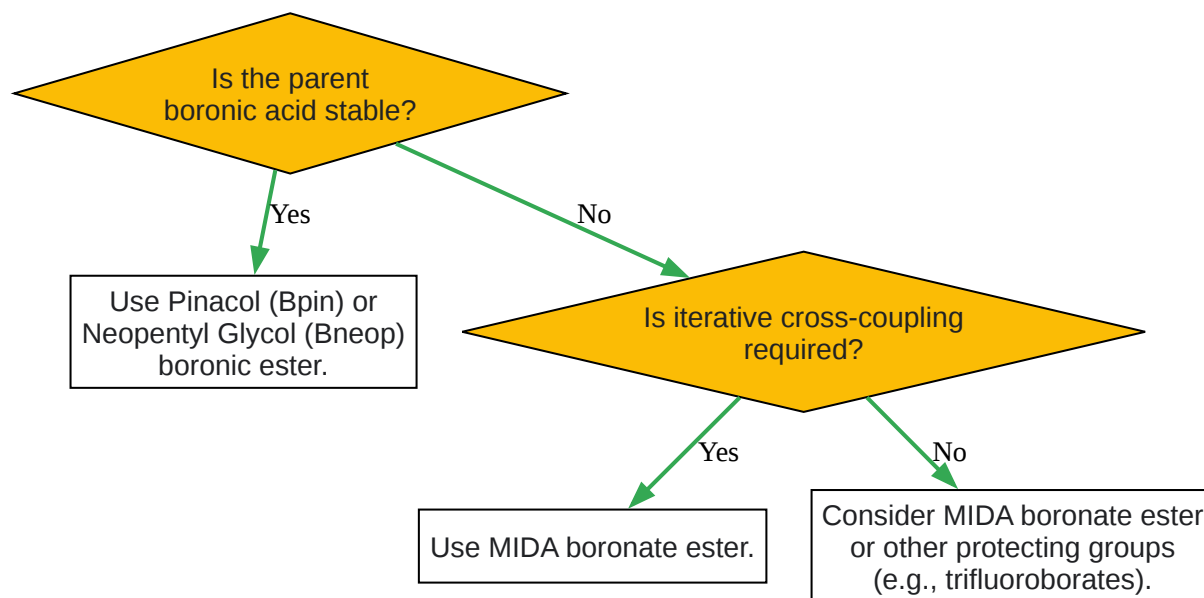 Is the parent
boronic acid stable?
Yes
No
Use Pinacol (Bpin) or
Neopentyl Glycol (Bneop)
boronic ester.
Is iterative cross-coupling
required?
Yes
No
Use MIDA boronate ester.
Consider MIDA boronate ester
or other protecting groups
(e.g., trifluoroborates).